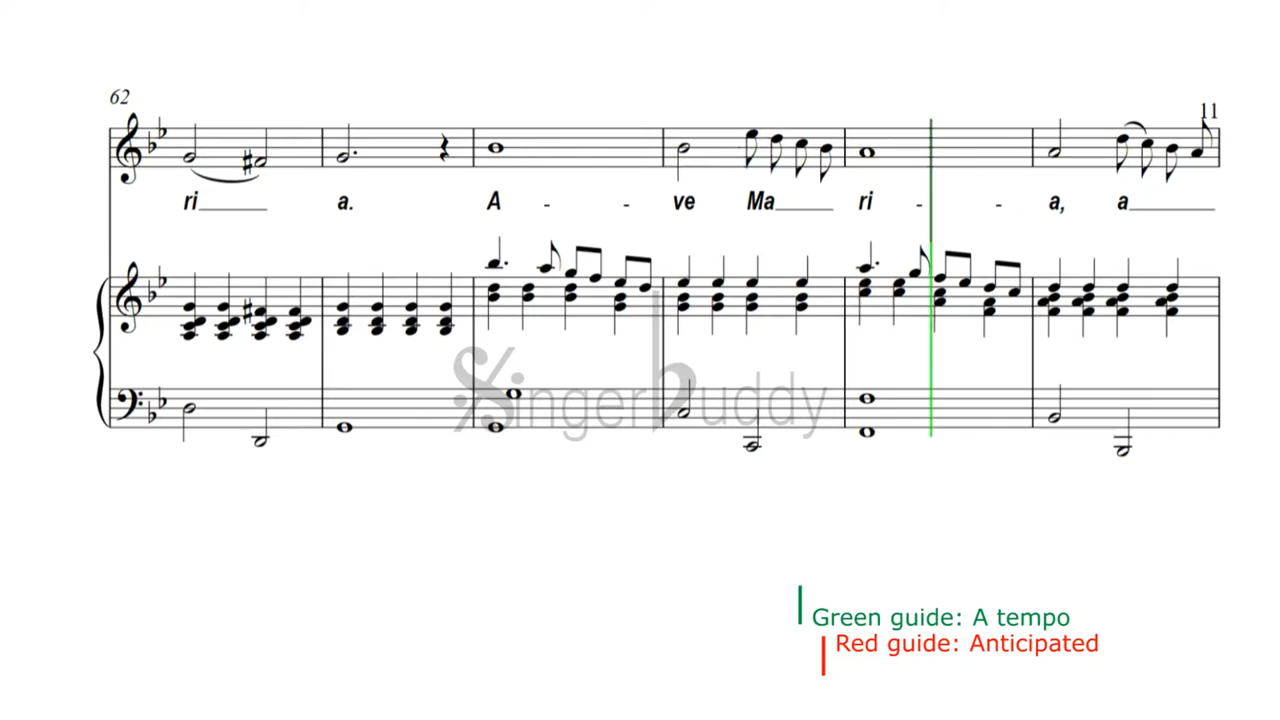 62
11
ri a. A - - ve Ma ri - - a, a
Singerbuddy
Green guide: A tempo
Red guide: Anticipated